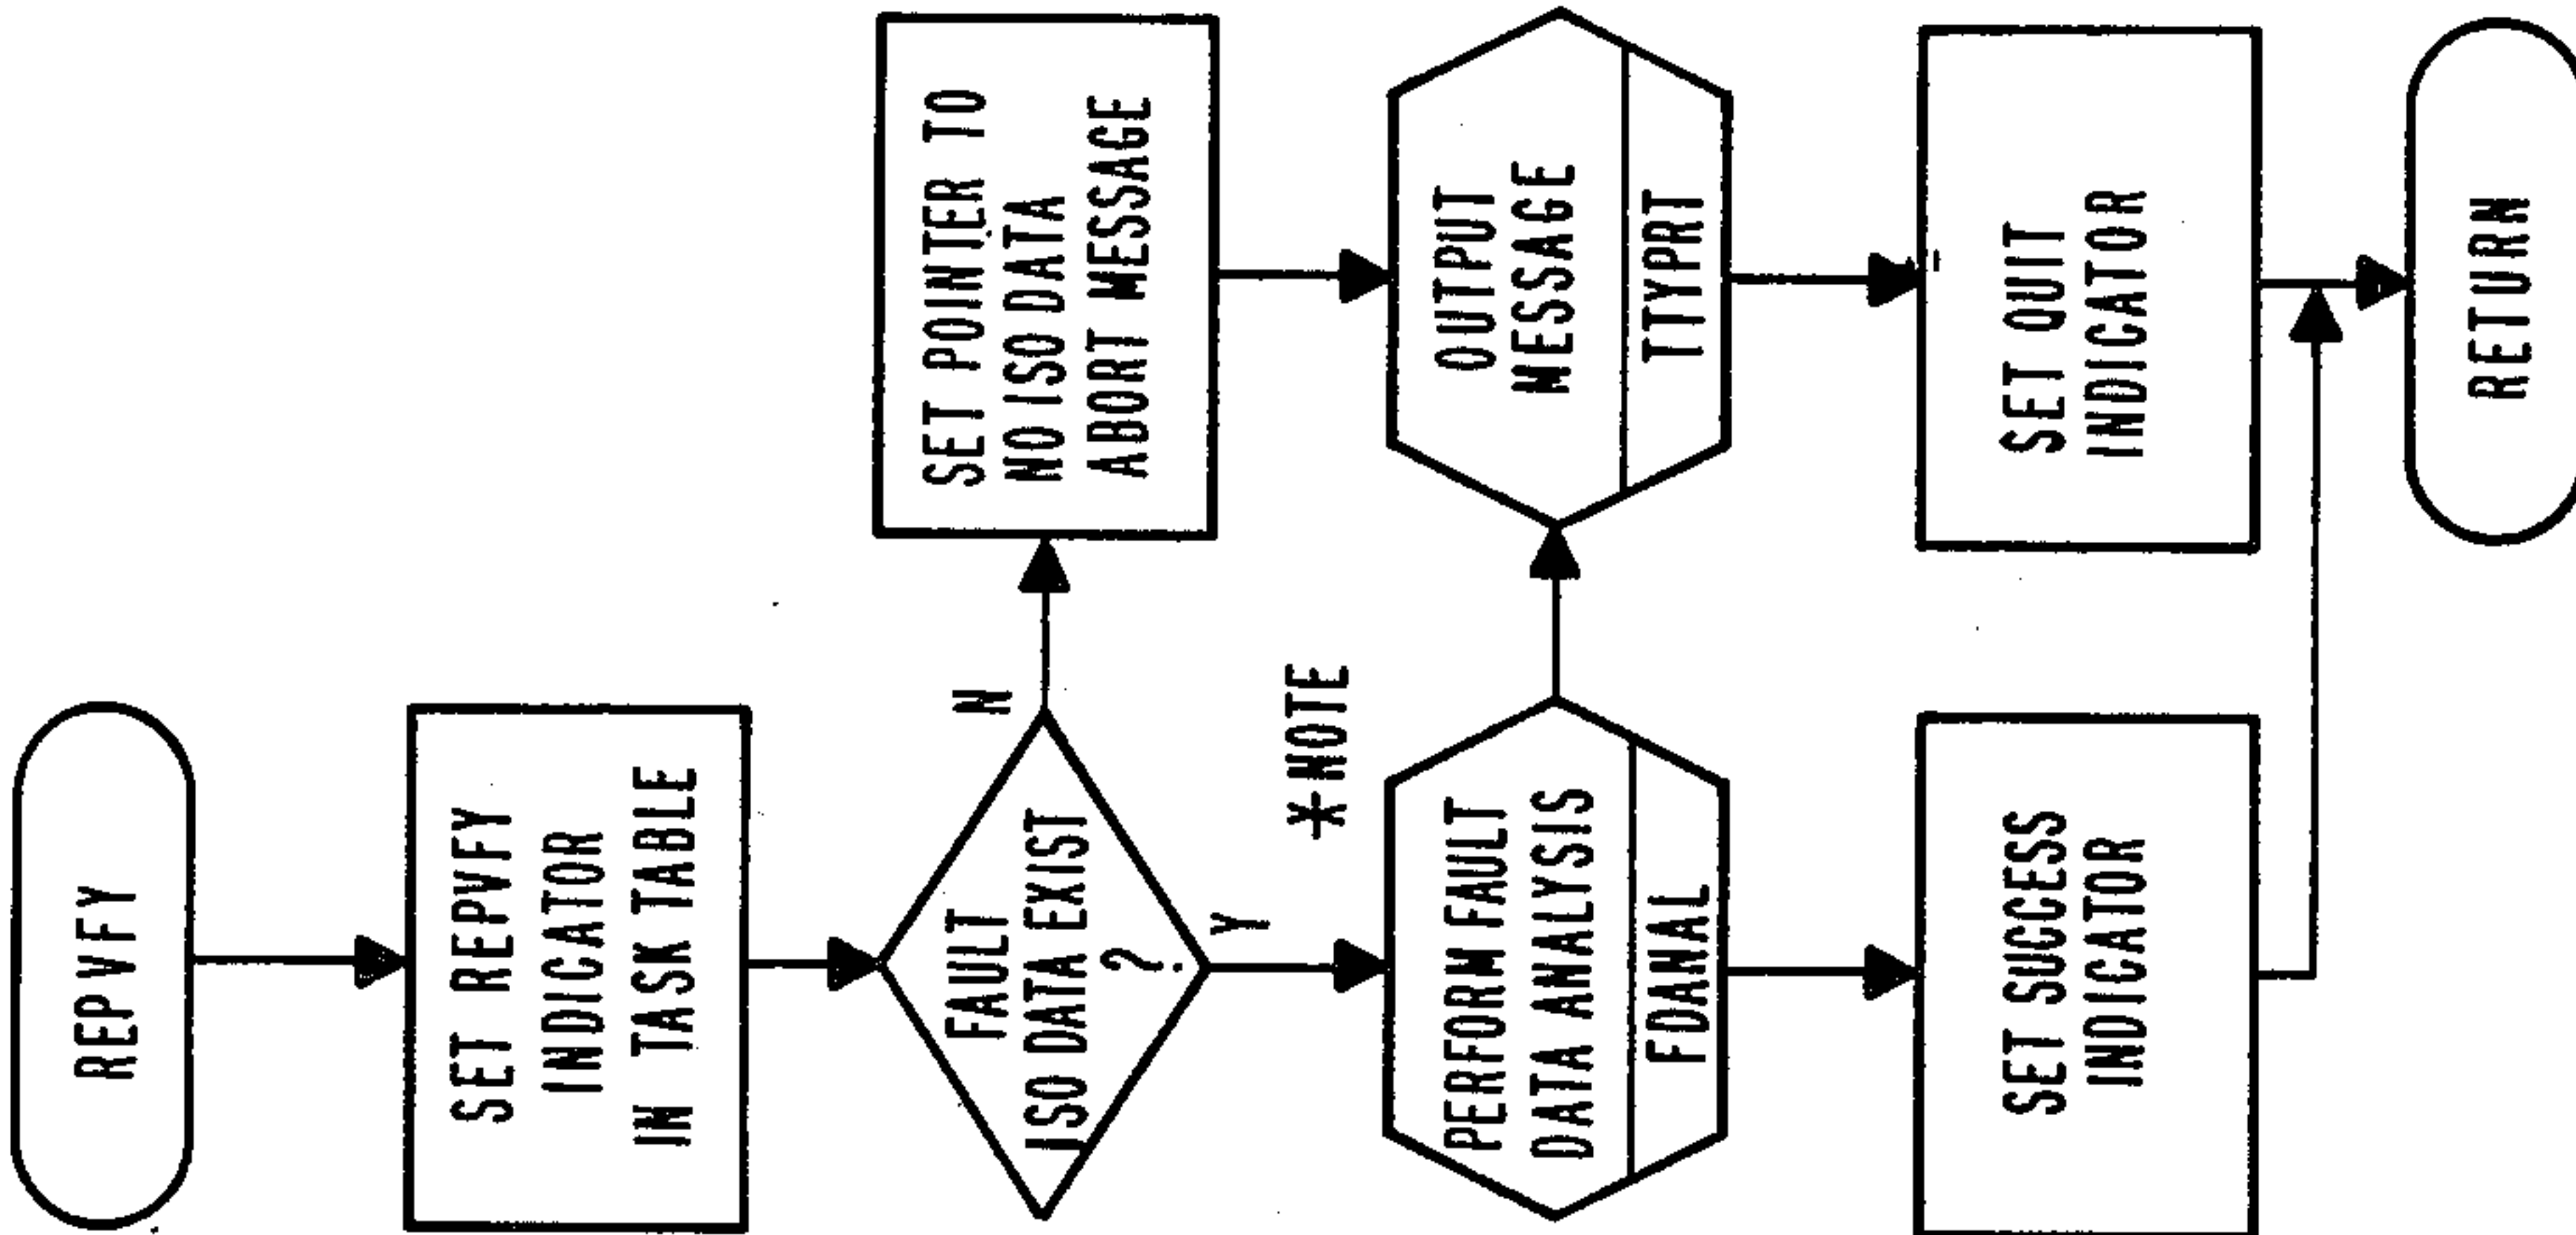 REPVFY
SET REPVFY
INDICATOR
IN TASK TABLE
FAULT
ISO DATA EXIST
?
N
Y
SET POINTER TO
NO ISO DATA
ABORT MESSAGE
*NOTE
PERFORM FAULT
DATA ANALYSIS
FDANAL
OUTPUT
MESSAGE
TTYPRT
SET SUCCESS
INDICATOR
SET QUIT
INDICATOR
RETURN